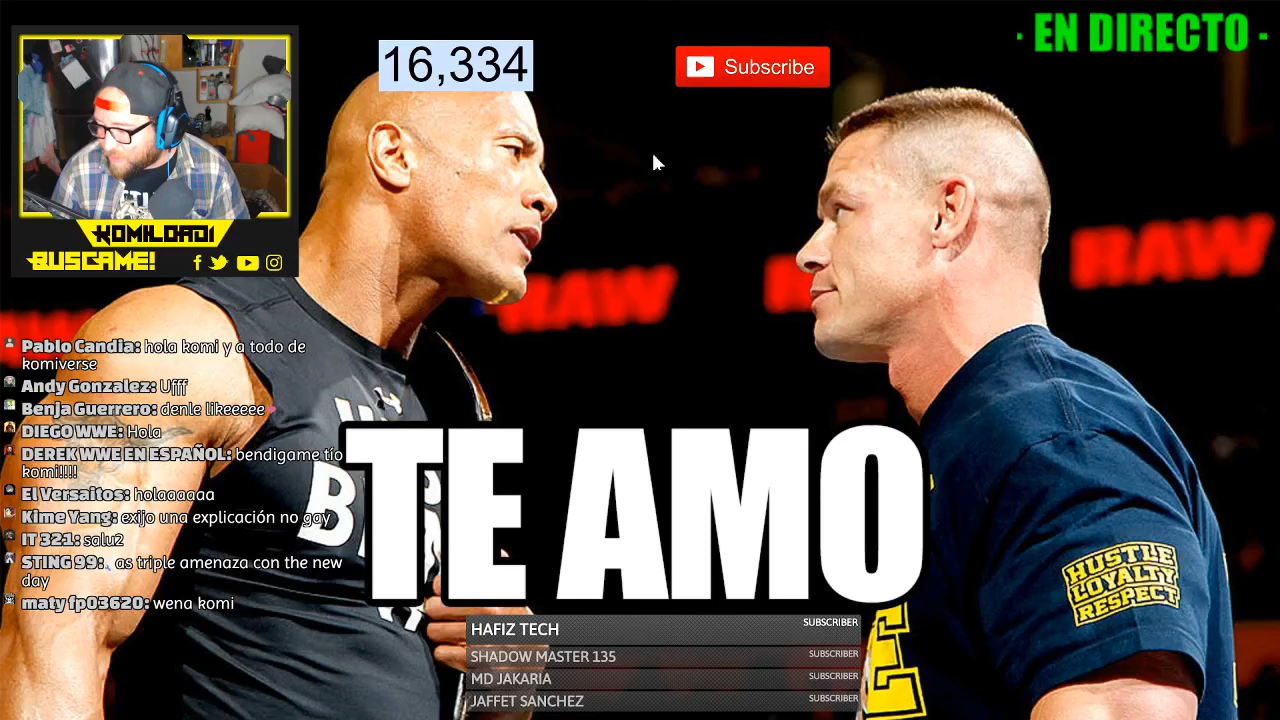 · EN DIRECTO ·
16,334
Subscribe
KOMILOAD1
BUSCAME!
RAW
RAW
Pablo Candia: hola komi y a todo de
komiverse
Andy Gonzalez: Ufff
Benja Guerrero: denle likeeeee
DIEGO WWE: Hola
DEREK WWE EN ESPAÑOL: bendigame tío
komi!!!!
El Versaitos: holaaaaaa
Kime Yang: exijo una explicación no gay
IT 321: salu2
STING 99: as triple amenaza con the new
day
maty fp03620: wena komi
TE AMO
HUSTLE
LOYALTY
RESPECT
HAFIZ TECH SUBSCRIBER
SHADOW MASTER 135 SUBSCRIBER
MD JAKARIA SUBSCRIBER
JAFFET SANCHEZ SUBSCRIBER